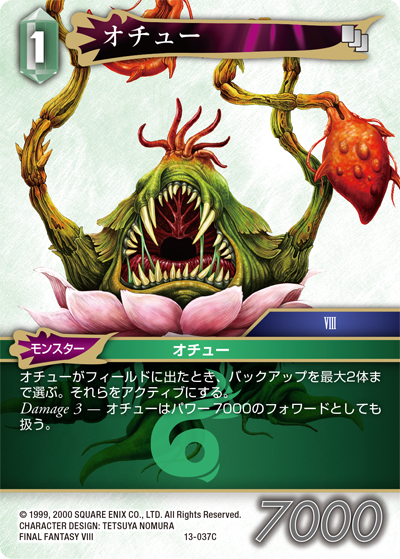 1
オチュー
VIII
モンスター
オチュー
オチューがフィールドに出たとき、バックアップを最大2体ま
で選ぶ。それらをアクティブにする。
Damage 3 — オチューはパワー7000のフォワードとしても
扱う。
6
© 1999, 2000 SQUARE ENIX CO., LTD. All Rights Reserved.
CHARACTER DESIGN: TETSUYA NOMURA
FINAL FANTASY VIII
13-037C
7000